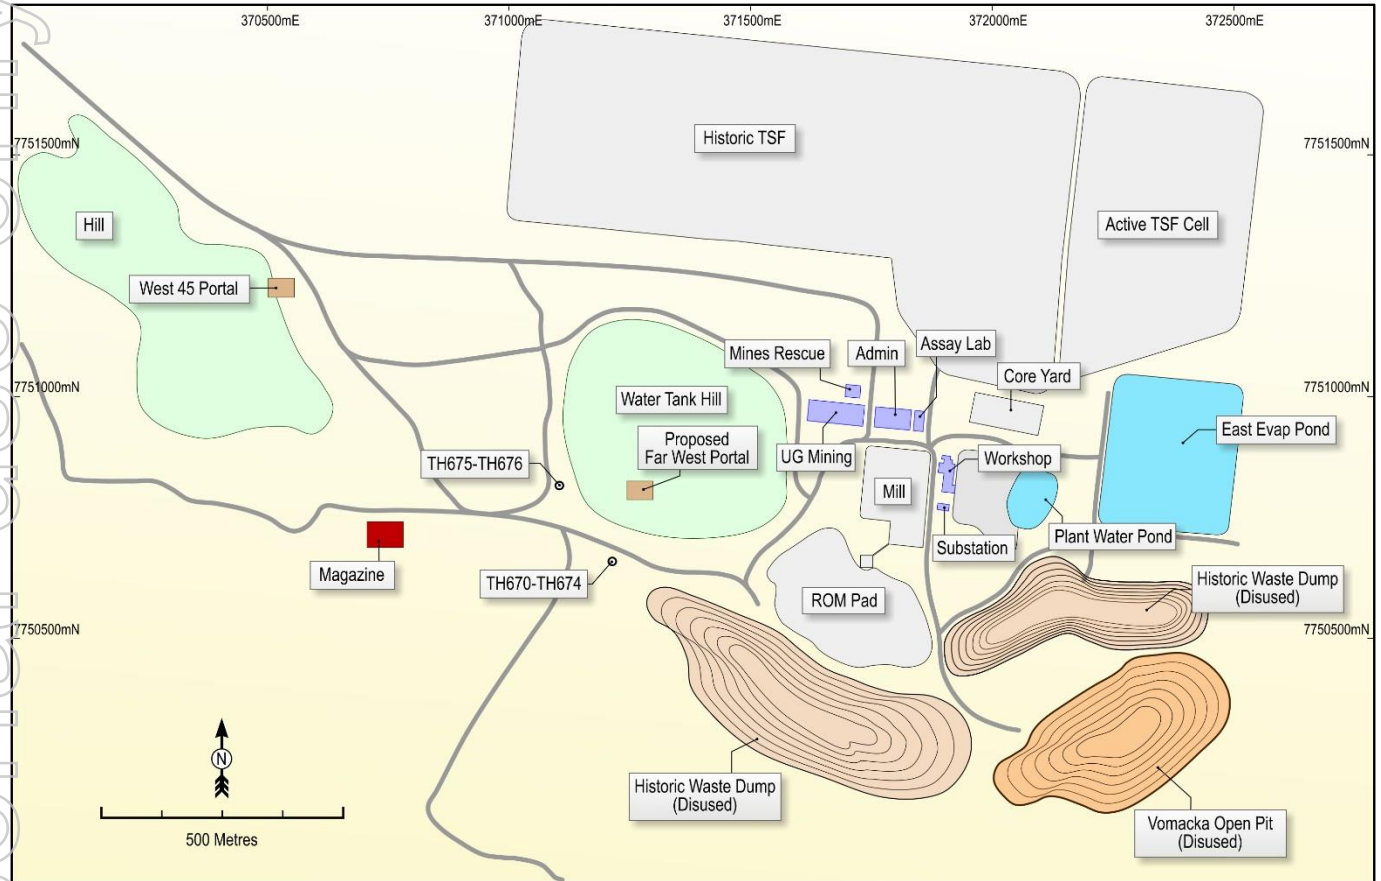 370500mE
371000mE
371500mE
372000mE
372500mE
7751500mN
7751500mN
Historic TSF
Hill
Active TSF Cell
West 45 Portal
Mines Rescue
Admin
Assay Lab
Core Yard
7751000mN
7751000mN
Water Tank Hill
East Evap Pond
Proposed
Far West Portal
UG Mining
Workshop
TH675-TH676
Mill
Plant Water Pond
Substation
Magazine
TH670-TH674
ROM Pad
Historic Waste Dump
(Disused)
7750500mN
7750500mN
N
500 Metres
Historic Waste Dump
(Disused)
Vomacka Open Pit
(Disused)